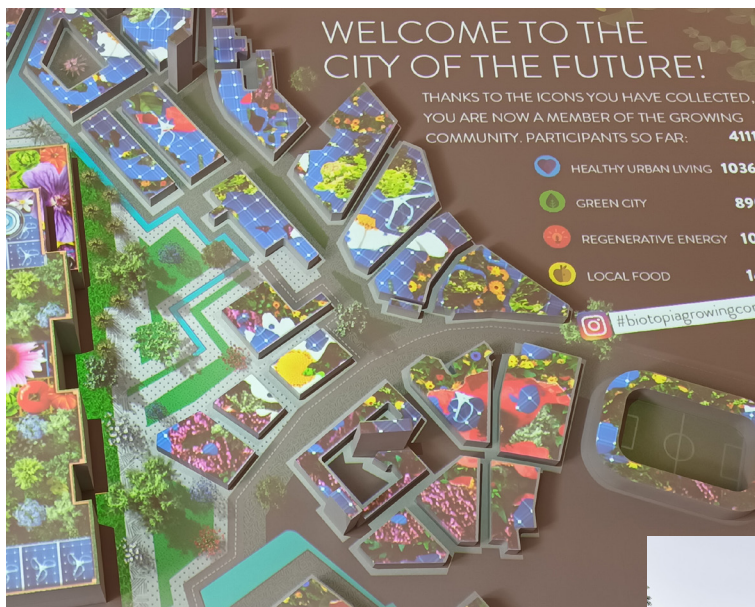 WELCOME TO THE
CITY OF THE FUTURE!
THANKS TO THE ICONS YOU HAVE COLLECTED,
YOU ARE NOW A MEMBER OF THE GROWING
COMMUNITY. PARTICIPANTS SO FAR:
HEALTHY URBAN LIVING
GREEN CITY
REGENERATIVE ENERGY
LOCAL FOOD